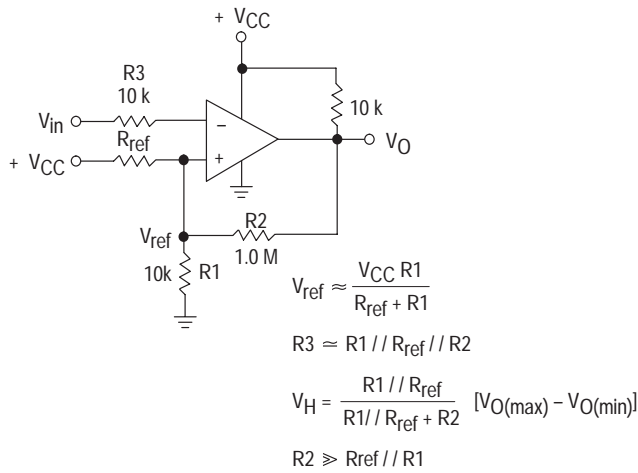 + VCC
R3
10 k
Vin
−
10 k
VO
Rref
+ VCC
+
R2
1.0 M
Vref
10k
R1
Vref ≈ VCC R1 / Rref + R1
R3 ≃ R1 / / Rref / / R2
VH = R1 / / Rref / R1/ / Rref + R2 [VO(max) – VO(min)]
R2 ≫ Rref / / R1